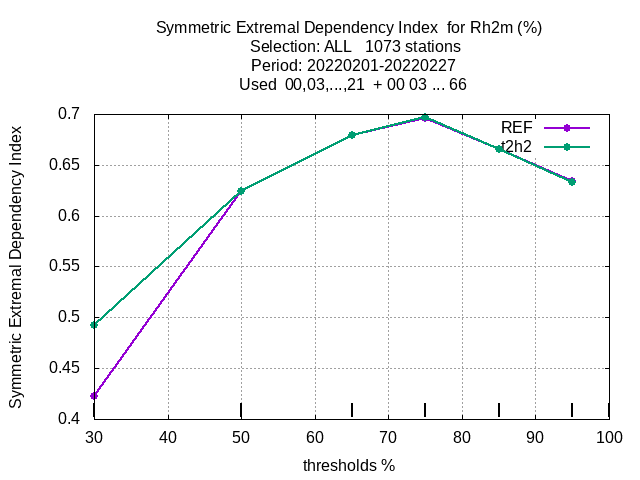 Symmetric Extremal Dependency Index  for Rh2m (%)
Selection: ALL   1073 stations
Period: 20220201-20220227
Used  00,03,...,21  + 00 03 ... 66
Symmetric Extremal Dependency Index
0.7
0.65
0.6
0.55
0.5
0.45
0.4
REF
t2h2
30 40 50 60 70 80 90 100
thresholds %